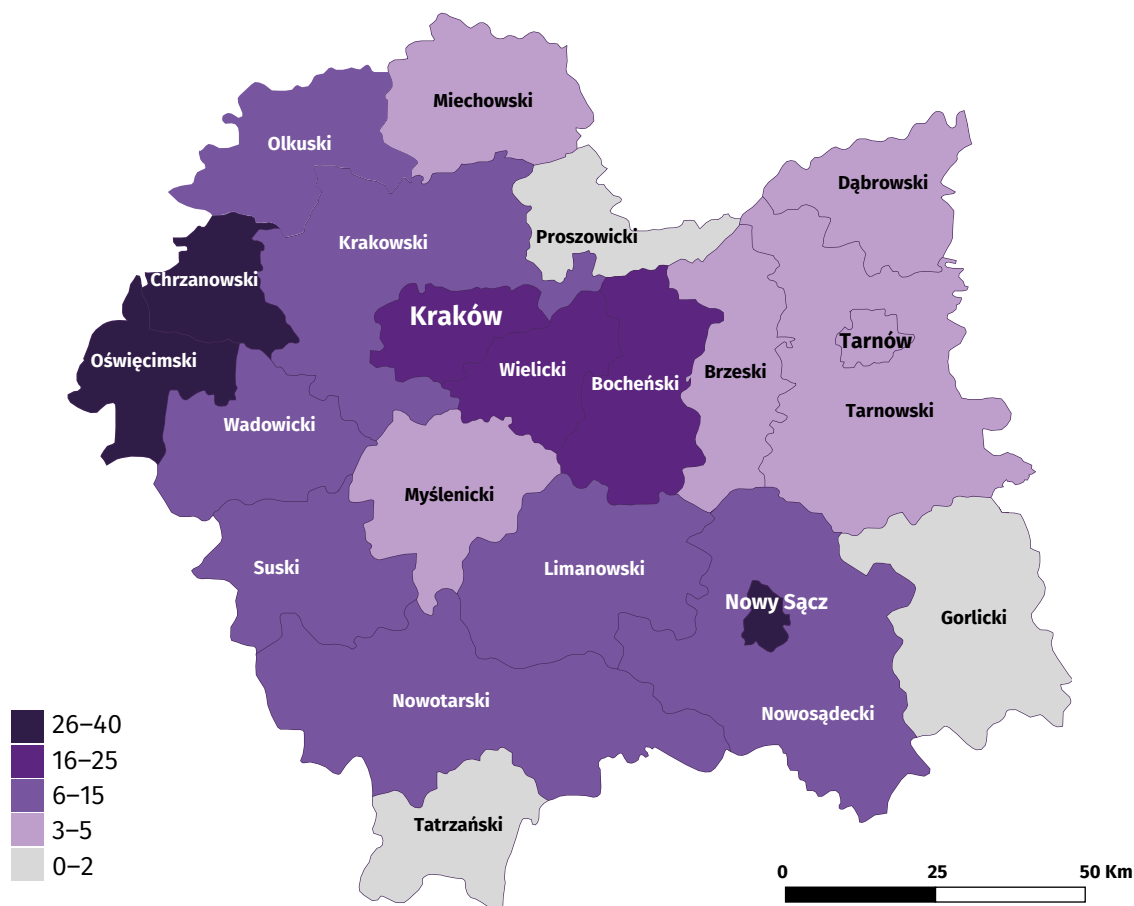 Miechowski
Olkuski
Dąbrowski
Krakowski
Proszowicki
Chrzanowski
Kraków
Tarnów
Oświęcimski
Wielicki
Bocheński
Brzeski
Tarnowski
Wadowicki
Myślenicki
Suski
Limanowski
Nowy Sącz
Gorlicki
Nowotarski
Nowosądecki
26–40
16–25
6–15
3–5
0–2
Tatrzański
0 25 50 Km